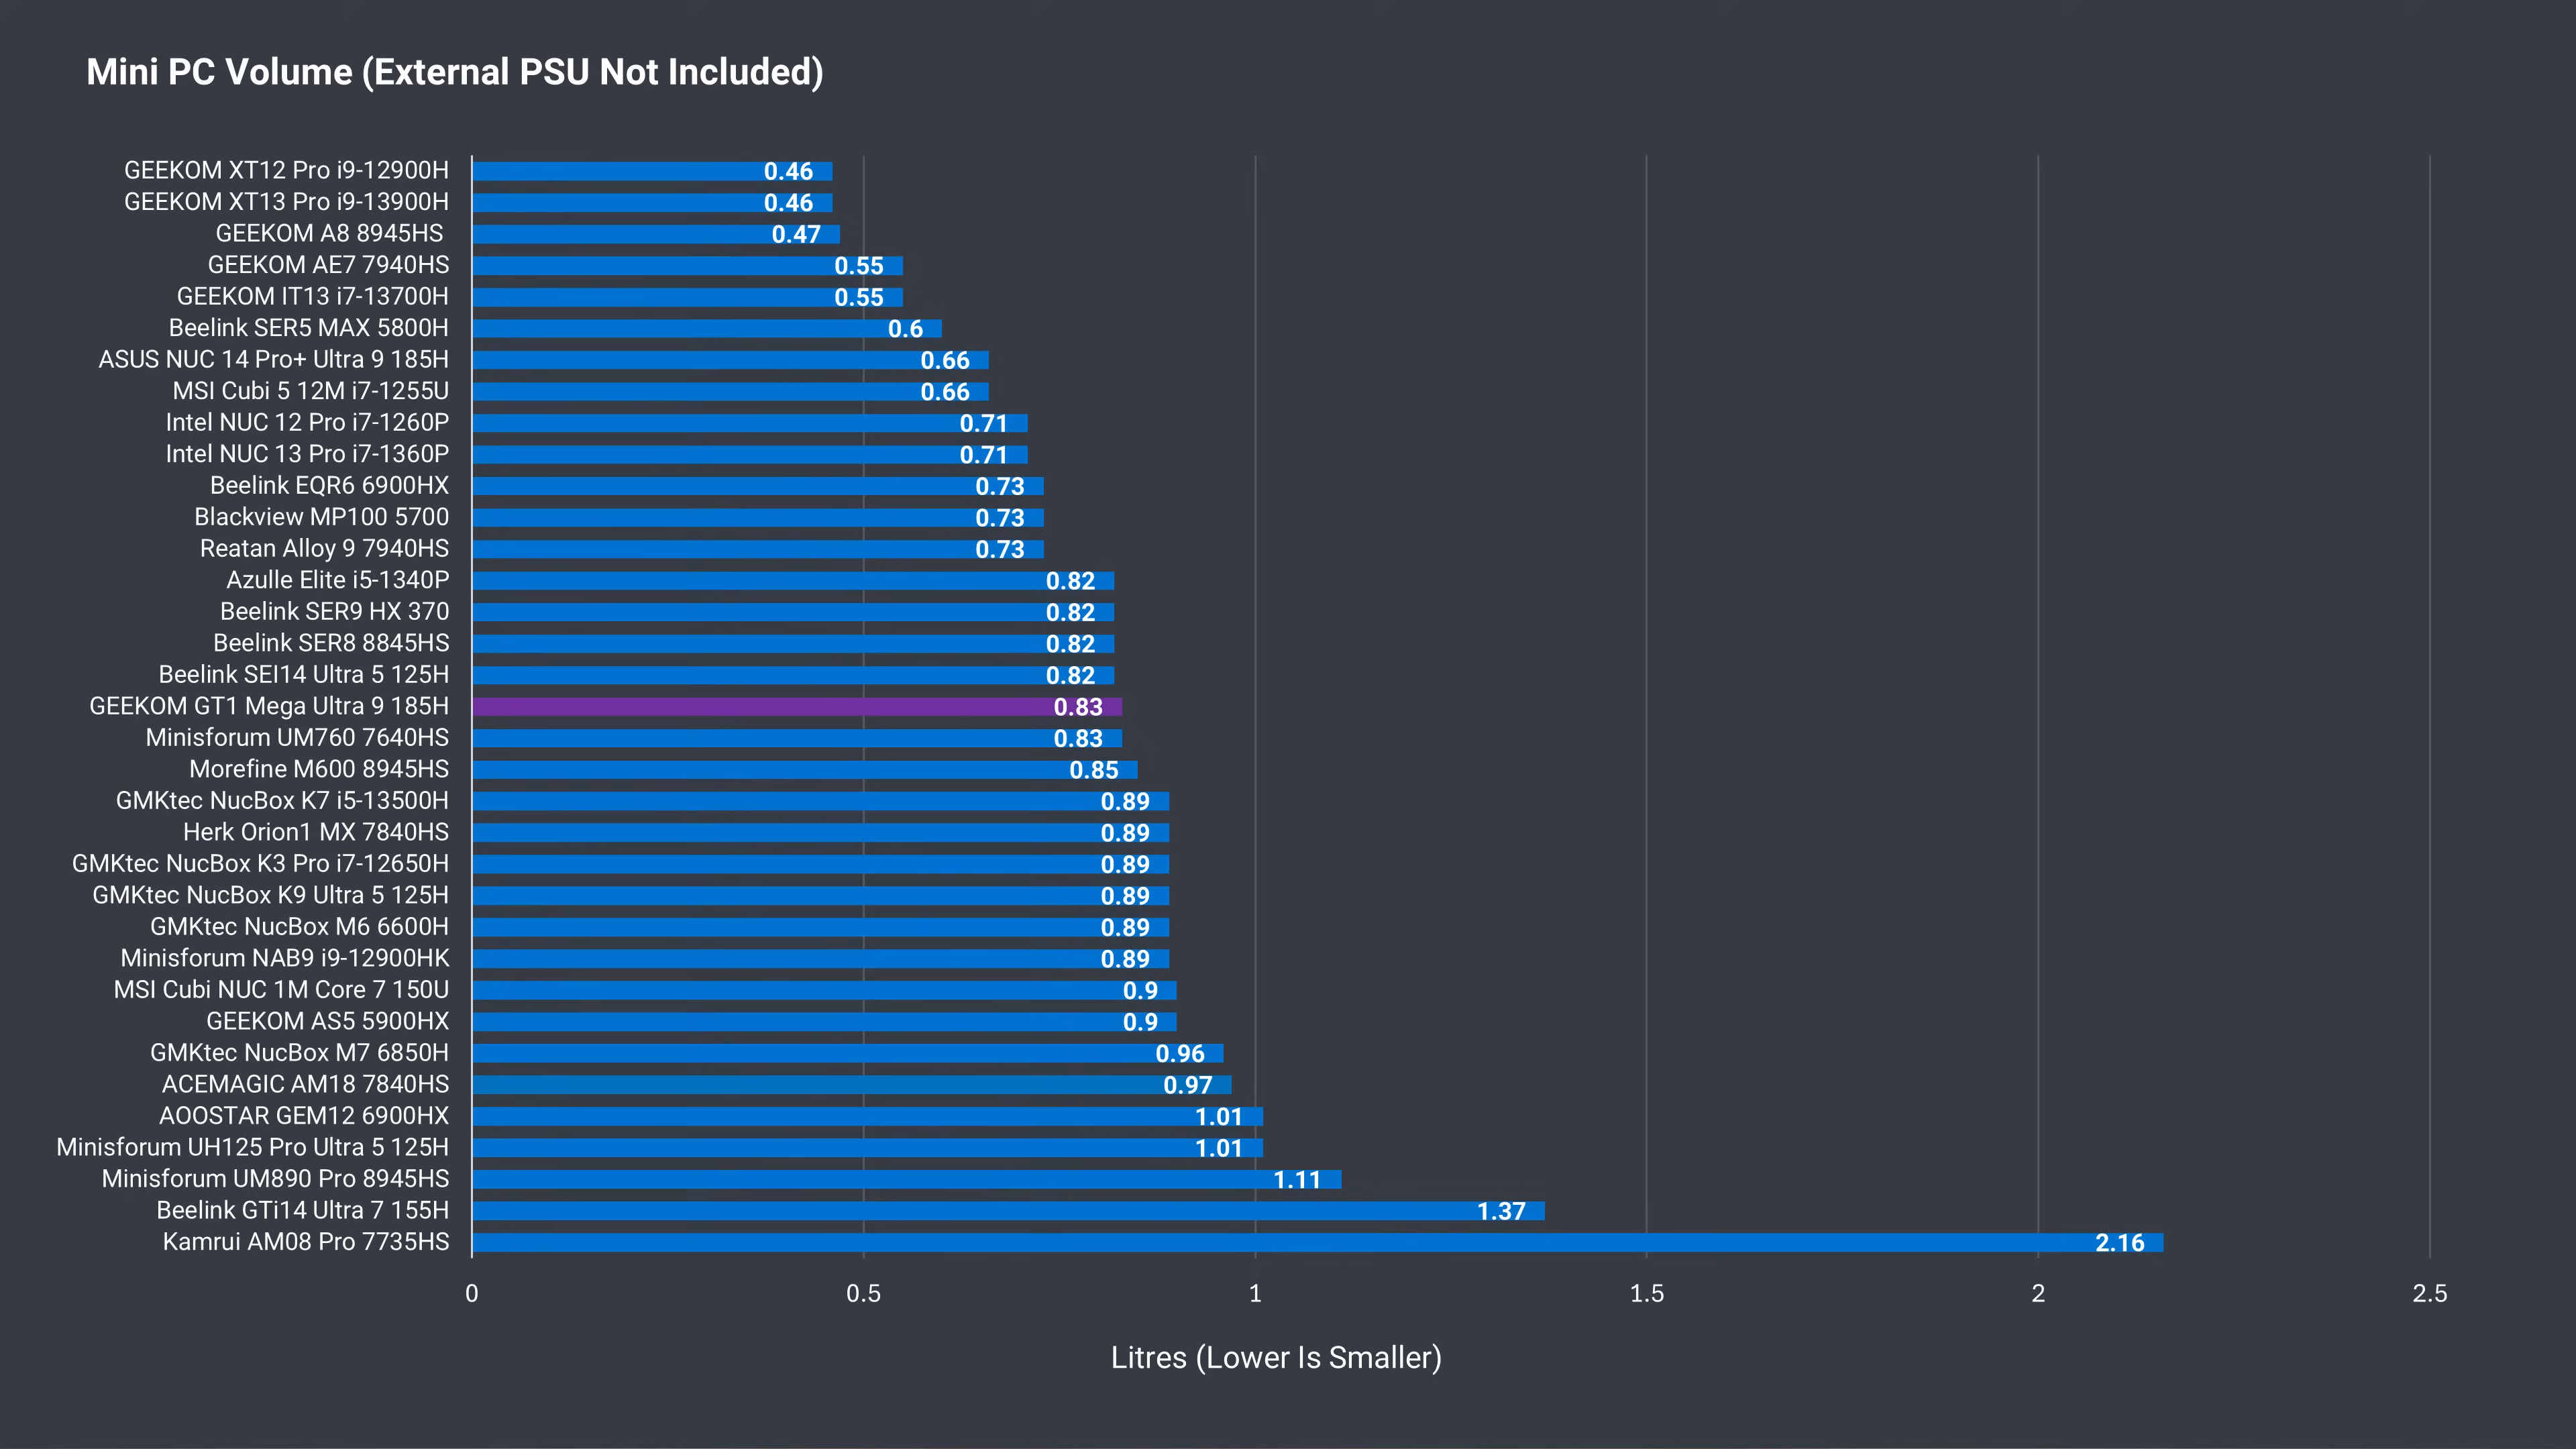 Mini PC Volume (External PSU Not Included)
GEEKOM XT12 Pro i9-12900H 0.46
GEEKOM XT13 Pro i9-13900H 0.46
GEEKOM A8 8945HS 0.47
GEEKOM AE7 7940HS 0.55
GEEKOM IT13 i7-13700H 0.55
Beelink SER5 MAX 5800H 0.6
ASUS NUC 14 Pro+ Ultra 9 185H 0.66
MSI Cubi 5 12M i7-1255U 0.66
Intel NUC 12 Pro i7-1260P 0.71
Intel NUC 13 Pro i7-1360P 0.71
Beelink EQR6 6900HX 0.73
Blackview MP100 5700 0.73
Reatan Alloy 9 7940HS 0.73
Azulle Elite i5-1340P 0.82
Beelink SER9 HX 370 0.82
Beelink SER8 8845HS 0.82
Beelink SEI14 Ultra 5 125H 0.82
GEEKOM GT1 Mega Ultra 9 185H 0.83
Minisforum UM760 7640HS 0.83
Morefine M600 8945HS 0.85
GMKtec NucBox K7 i5-13500H 0.89
Herk Orion1 MX 7840HS 0.89
GMKtec NucBox K3 Pro i7-12650H 0.89
GMKtec NucBox K9 Ultra 5 125H 0.89
GMKtec NucBox M6 6600H 0.89
Minisforum NAB9 i9-12900HK 0.89
MSI Cubi NUC 1M Core 7 150U 0.9
GEEKOM AS5 5900HX 0.9
GMKtec NucBox M7 6850H 0.96
ACEMAGIC AM18 7840HS 0.97
AOOSTAR GEM12 6900HX 1.01
Minisforum UH125 Pro Ultra 5 125H 1.01
Minisforum UM890 Pro 8945HS 1.11
Beelink GTi14 Ultra 7 155H 1.37
Kamrui AM08 Pro 7735HS 2.16
0 0.5 1 1.5 2 2.5
Litres (Lower Is Smaller)